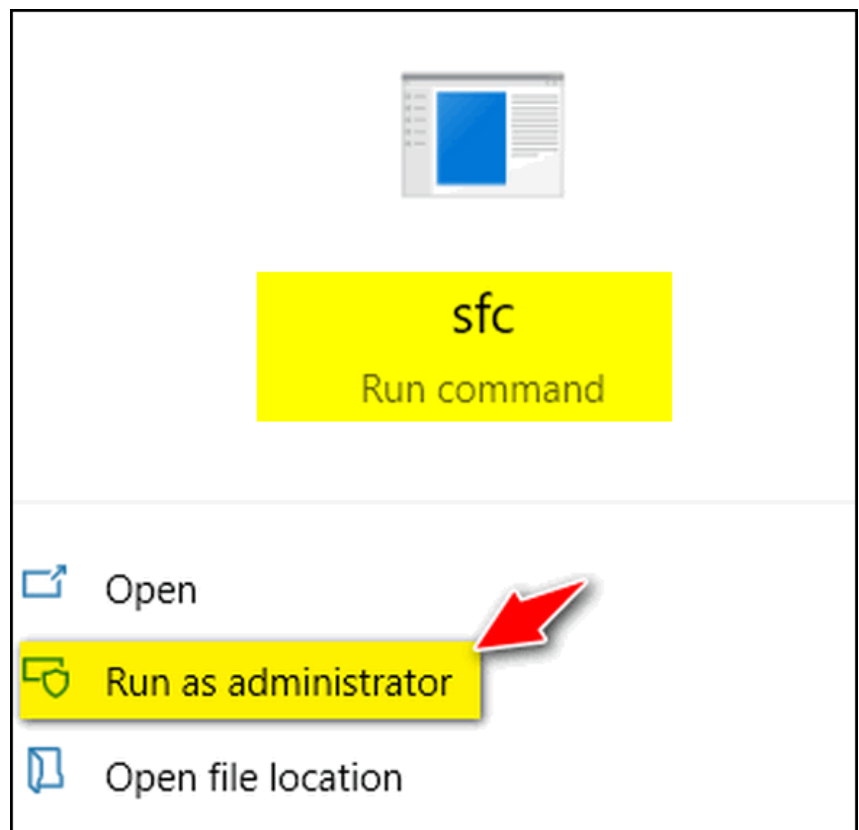 sfc
Run command
Open
Run as administrator
Open file location